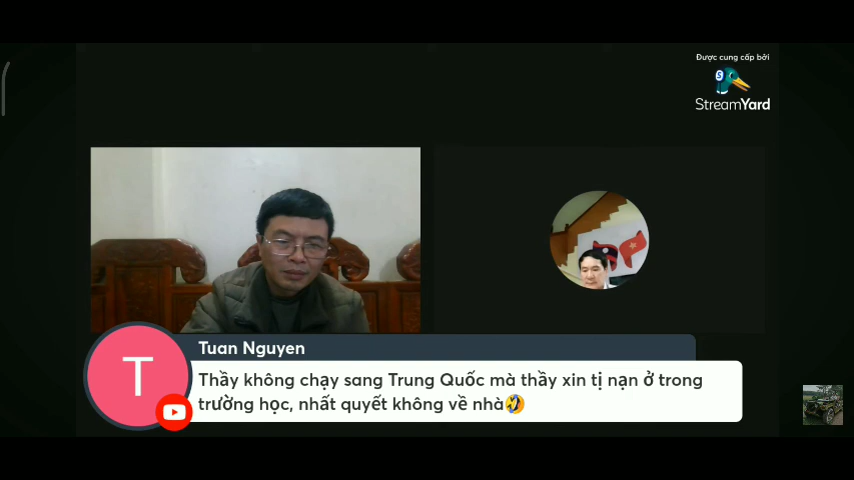 Được cung cấp bởi
StreamYard
Tuan Nguyen
T
Thầy không chạy sang Trung Quốc mà thầy xin tị nạn ở trong
trường học, nhất quyết không về nhà🤣